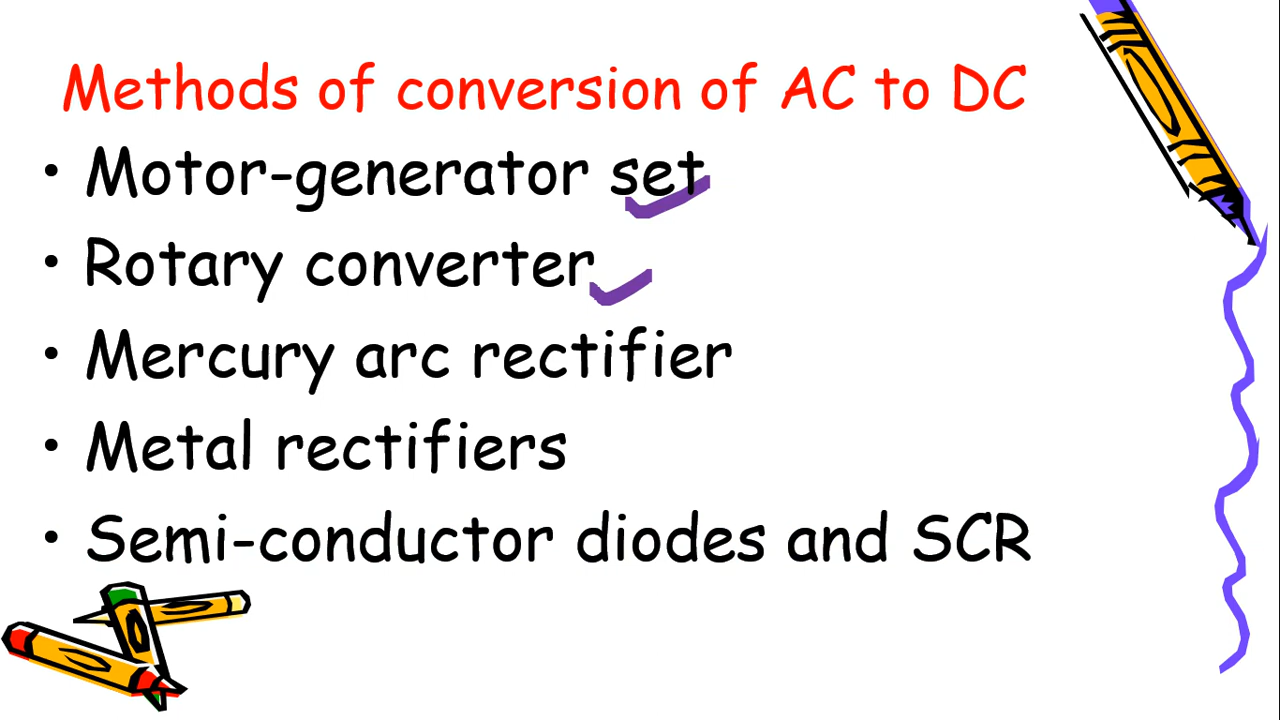 Methods of conversion of AC to DC
• Motor-generator set
• Rotary converter
• Mercury arc rectifier
• Metal rectifiers
• Semi-conductor diodes and SCR